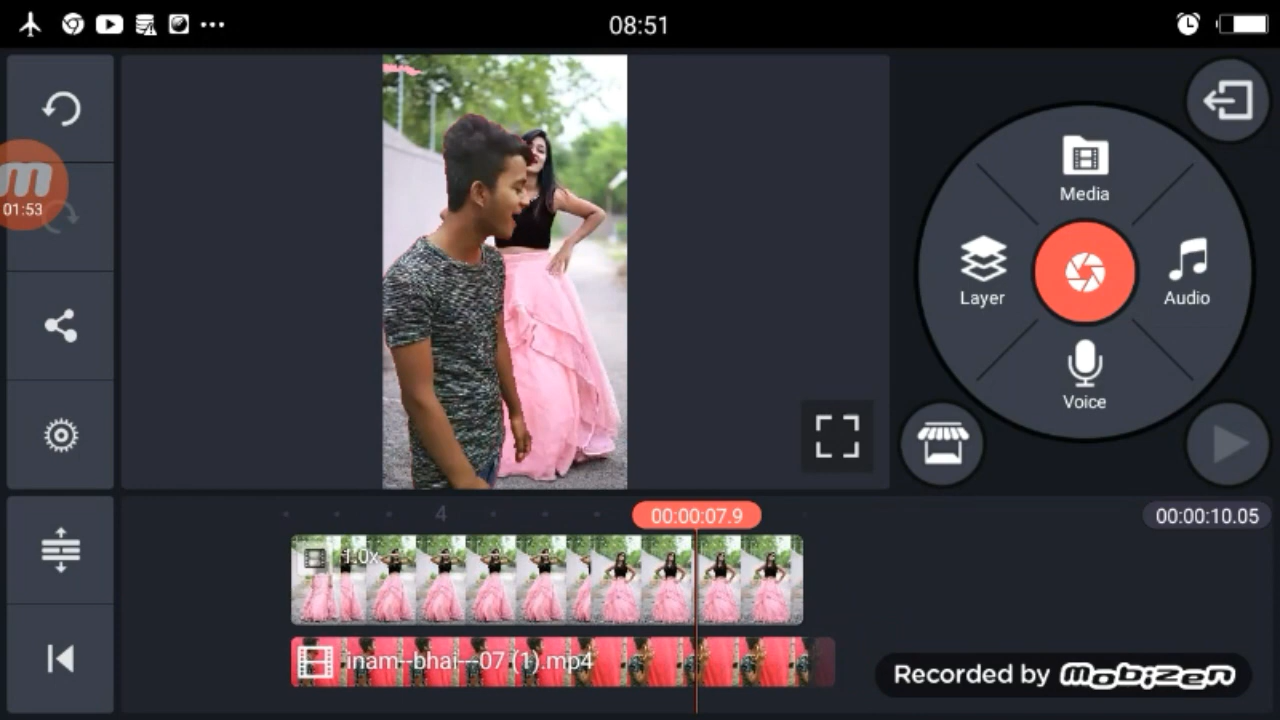 08:51
m
01:53
Media
Layer
Audio
Voice
4
00:00:07.9
00:00:10.05
1.0x
inam--bhai---07 (1).mp4
Recorded by mobizen